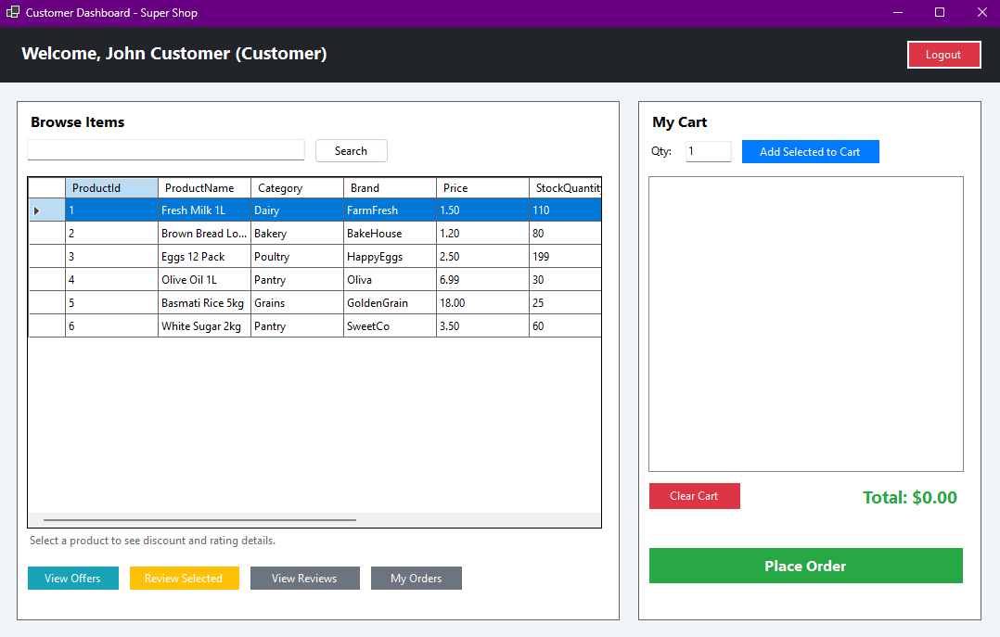 Customer Dashboard - Super Shop
Welcome, John Customer (Customer)
Logout
Browse Items
Search
ProductId ProductName Category Brand Price StockQuantit
1 Fresh Milk 1L Dairy FarmFresh 1.50 110
2 Brown Bread Lo... Bakery BakeHouse 1.20 80
3 Eggs 12 Pack Poultry HappyEggs 2.50 199
4 Olive Oil 1L Pantry Oliva 6.99 30
5 Basmati Rice 5kg Grains GoldenGrain 18.00 25
6 White Sugar 2kg Pantry SweetCo 3.50 60
Select a product to see discount and rating details.
View Offers Review Selected View Reviews My Orders
My Cart
Qty: 1 Add Selected to Cart
Clear Cart Total: $0.00
Place Order